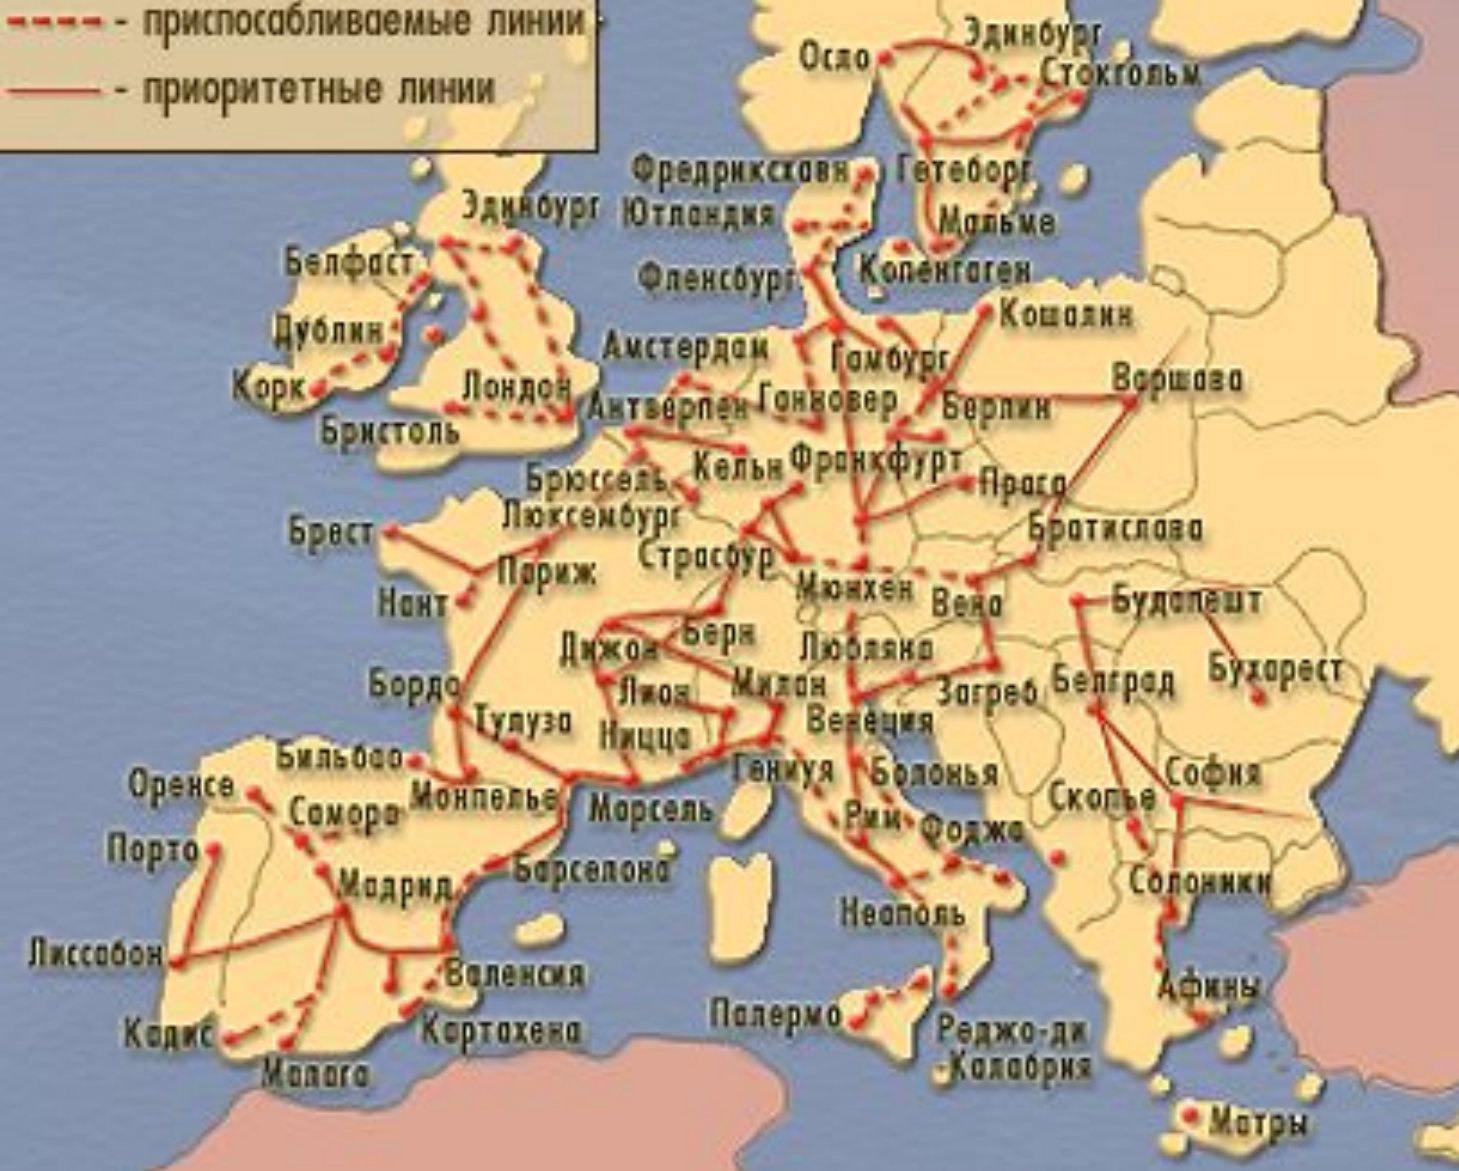 - приспосабливаемые линии
- приоритетные линии
Осло
Эдинбург
Стокгольм
Фредриксхавн
Гетеборг
Ютландия
Мальме
Эдинбург
Белфаст
Фленсбург
Копенгаген
Дублин
Кошалин
Амстердам
Гамбург
Корк
Лондон
Антверпен
Ганновер
Берлин
Варшава
Бристоль
Брюссель
Кельн
Франкфурт
Прага
Люксембург
Брест
Страсбур
Братислава
Париж
Мюнхен
Нант
Вена
Будапешт
Дижон
Берн
Любляна
Бордо
Лион
Милан
Загреб
Белград
Бухарест
Тулуза
Ницца
Венеция
Бильбао
Оренсе
Монпелье
Марсель
Гениуя
Болонья
София
Скопье
Самора
Порто
Рим
Фоджа
Мадрид
Барселона
Солоники
Неаполь
Лиссабон
Валенсия
Афины
Кадис
Картахена
Палермо
Реджо-ди
-Калабрия
Малага
Матры